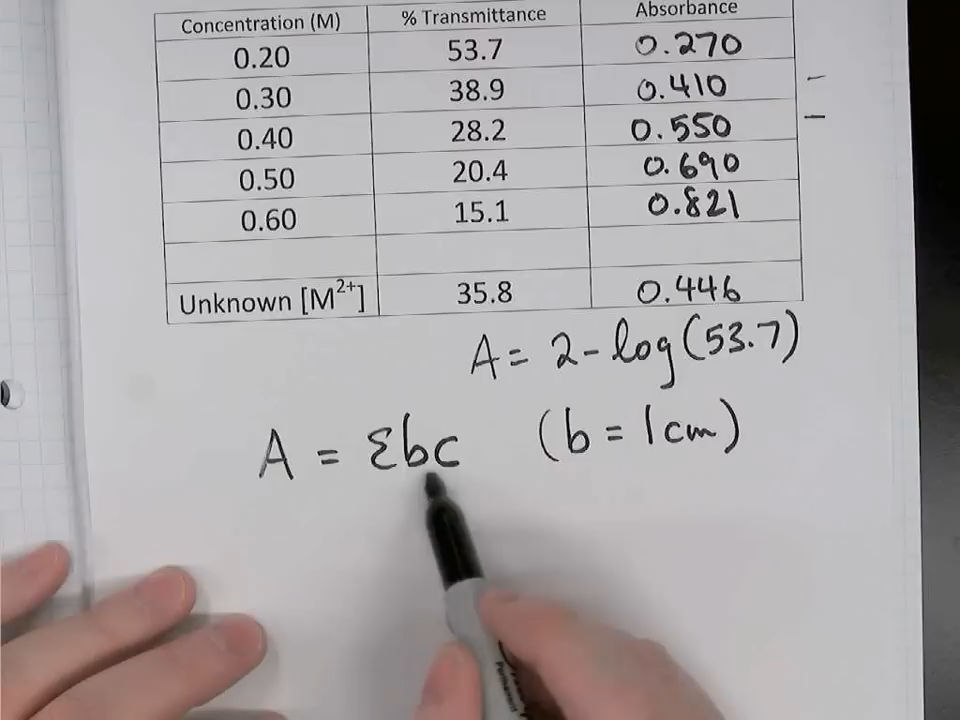 Concentration (M) % Transmittance Absorbance
0.20 53.7 0.270
0.30 38.9 0.410
0.40 28.2 0.550
0.50 20.4 0.690
0.60 15.1 0.821
Unknown [M²⁺] 35.8 0.446
A = 2 - log(53.7)
A = Ɛbc (b = 1cm)